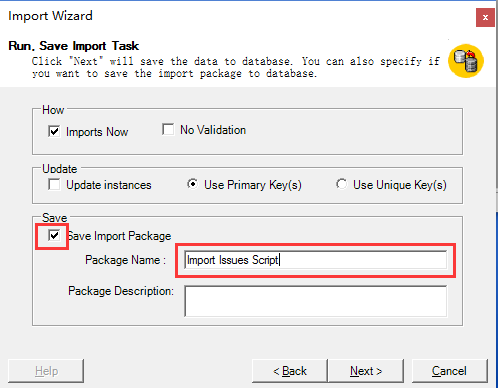 Import Wizard
x
Run, Save Import Task
Click "Next" will save the data to database. You can also specify if
you want to save the import package to database.
How
Imports Now
No Validation
Update
Update instances
Use Primary Key(s)
Use Unique Key(s)
Save
Save Import Package
Package Name :
Import Issues Script
Package Description:
Help
< Back
Next >
Cancel